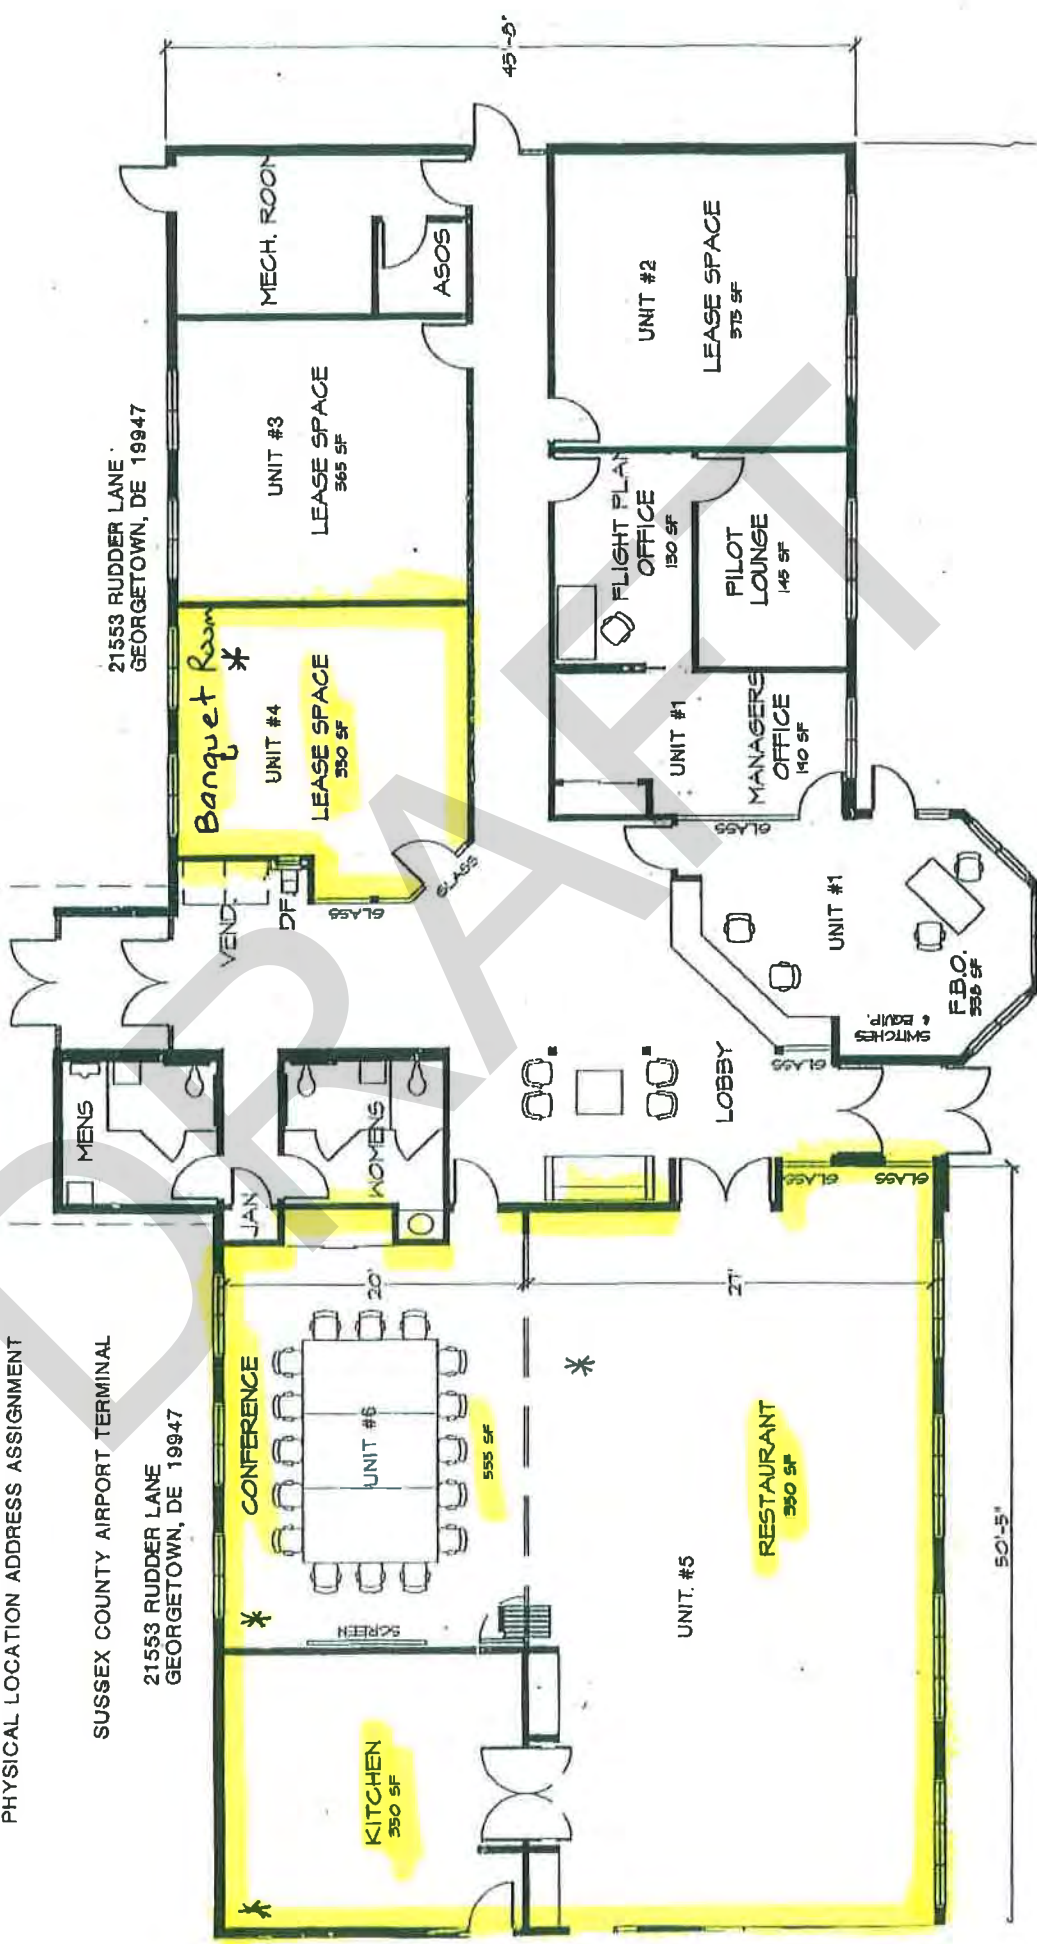 PHYSICAL LOCATION ADDRESS ASSIGNMENT
SUSSEX COUNTY AIRPORT TERMINAL
21553 RUDDER LANE
GEORGETOWN, DE 19947
21553 RUDDER LANE
GEORGETOWN, DE 19947
DRAFT
KITCHEN
350 SF
SCREEN
CONFERENCE
UNIT #6
555 SF
20'
27'
UNIT. #5
RESTAURANT
350 SF
50'-5"
MENS
JAN
WOMENS
LOBBY
GLASS
GLASS
GLASS
VEND.
DF
GLASS
GLASS
Banquet Room
UNIT #4
LEASE SPACE
330 SF
UNIT #3
LEASE SPACE
365 SF
MECH. ROOM
ASOS
UNIT #2
LEASE SPACE
375 SF
FLIGHT PLAN
OFFICE
130 SF
PILOT
LOUNGE
145 SF
UNIT #1
MANAGERS
OFFICE
140 SF
GLASS
UNIT #1
F.B.O.
338 SF
SWITCHES
+ EQUIP.
45'-8"